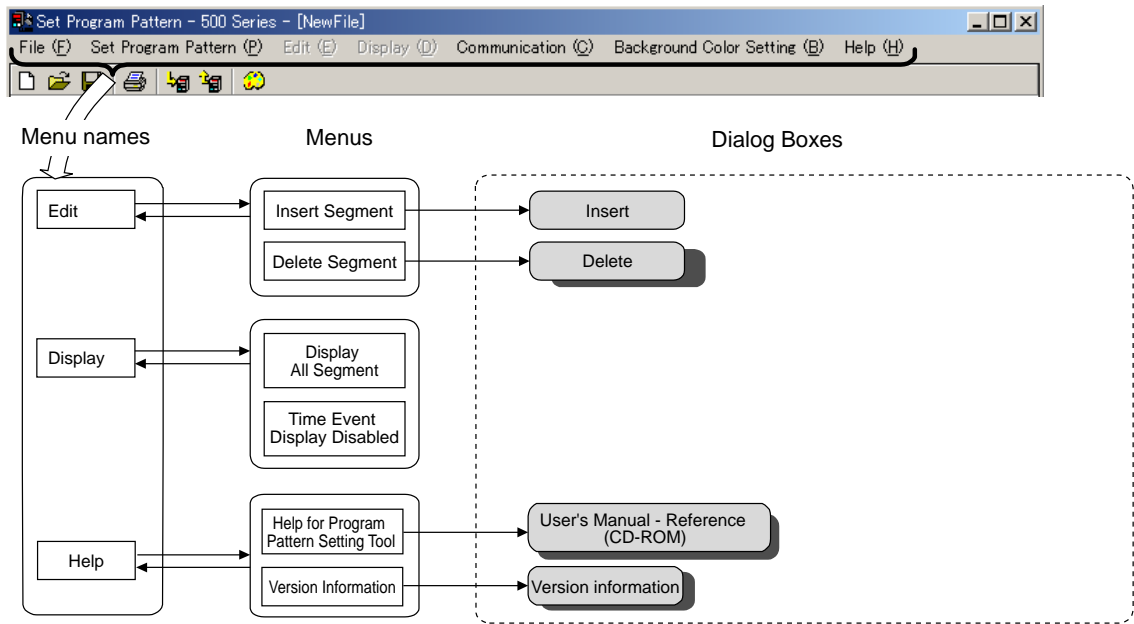 Set Program Pattern - 500 Series - [NewFile]
File (F) Set Program Pattern (P) Edit (E) Display (D) Communication (C) Background Color Setting (B) Help (H)
Menu names
Menus
Dialog Boxes
Edit
Insert Segment
Insert
Delete Segment
Delete
Display
Display
All Segment
Time Event
Display Disabled
Help
Help for Program
Pattern Setting Tool
User's Manual - Reference
(CD-ROM)
Version Information
Version information